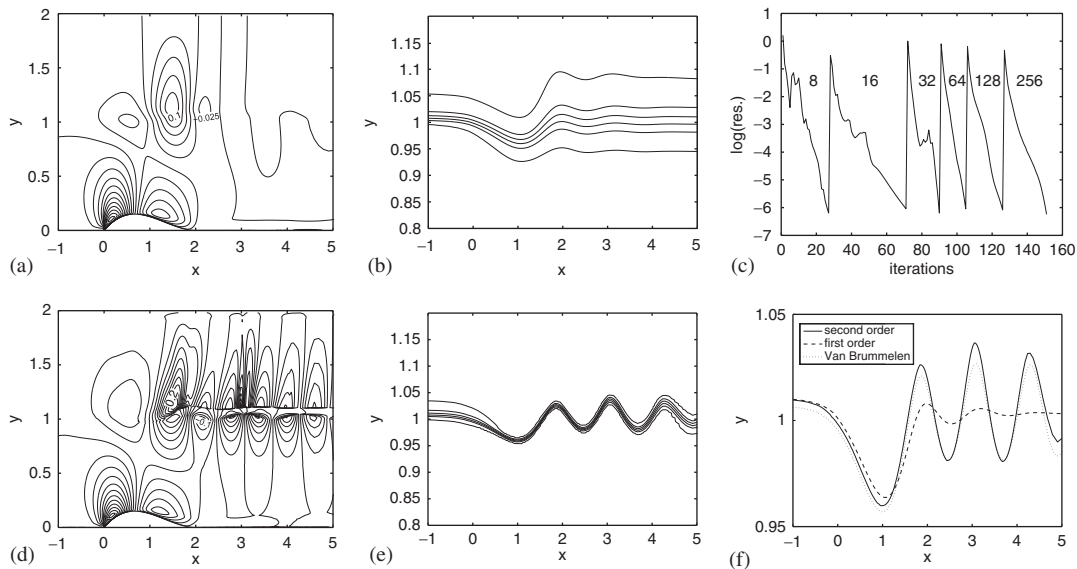 2
1.5
1
0.5
0
y
0.1
−0.025
−1 0 1 2 3 4 5
x
(a)
1.15
1.1
1.05
1
0.95
0.9
0.85
0.8
y
−1 0 1 2 3 4 5
x
(b)
1
0
−1
−2
−3
−4
−5
−6
−7
log(res.)
8 16 32 64 128 256
0 20 40 60 80 100 120 140 160
iterations
(c)
2
1.5
1
0.5
0
y
−1 0 1 2 3 4 5
x
(d)
1.15
1.1
1.05
1
0.95
0.9
0.85
0.8
y
−1 0 1 2 3 4 5
x
(e)
1.05
1
0.95
y
second order
first order
Van Brummelen
−1 0 1 2 3 4 5
x
(f)